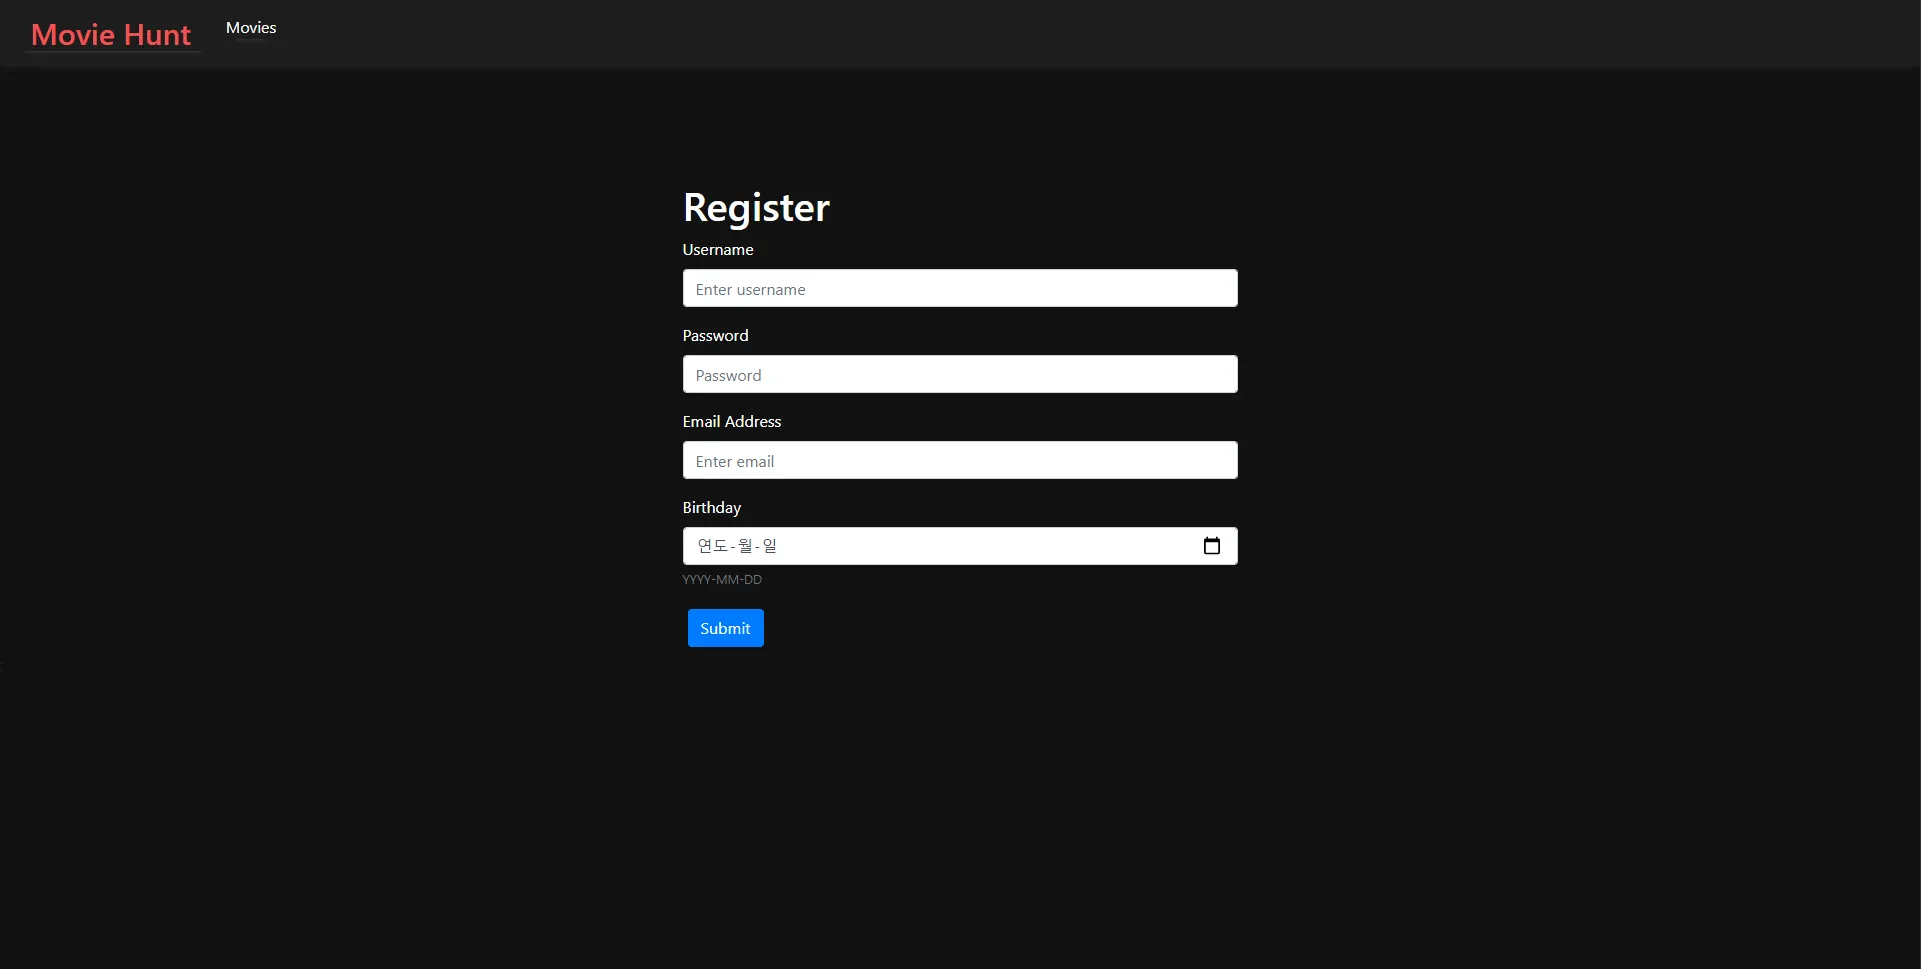 Movie Hunt
Movies
Register
Username
Enter username
Password
Password
Email Address
Enter email
Birthday
연도-월-일
YYYY-MM-DD
Submit